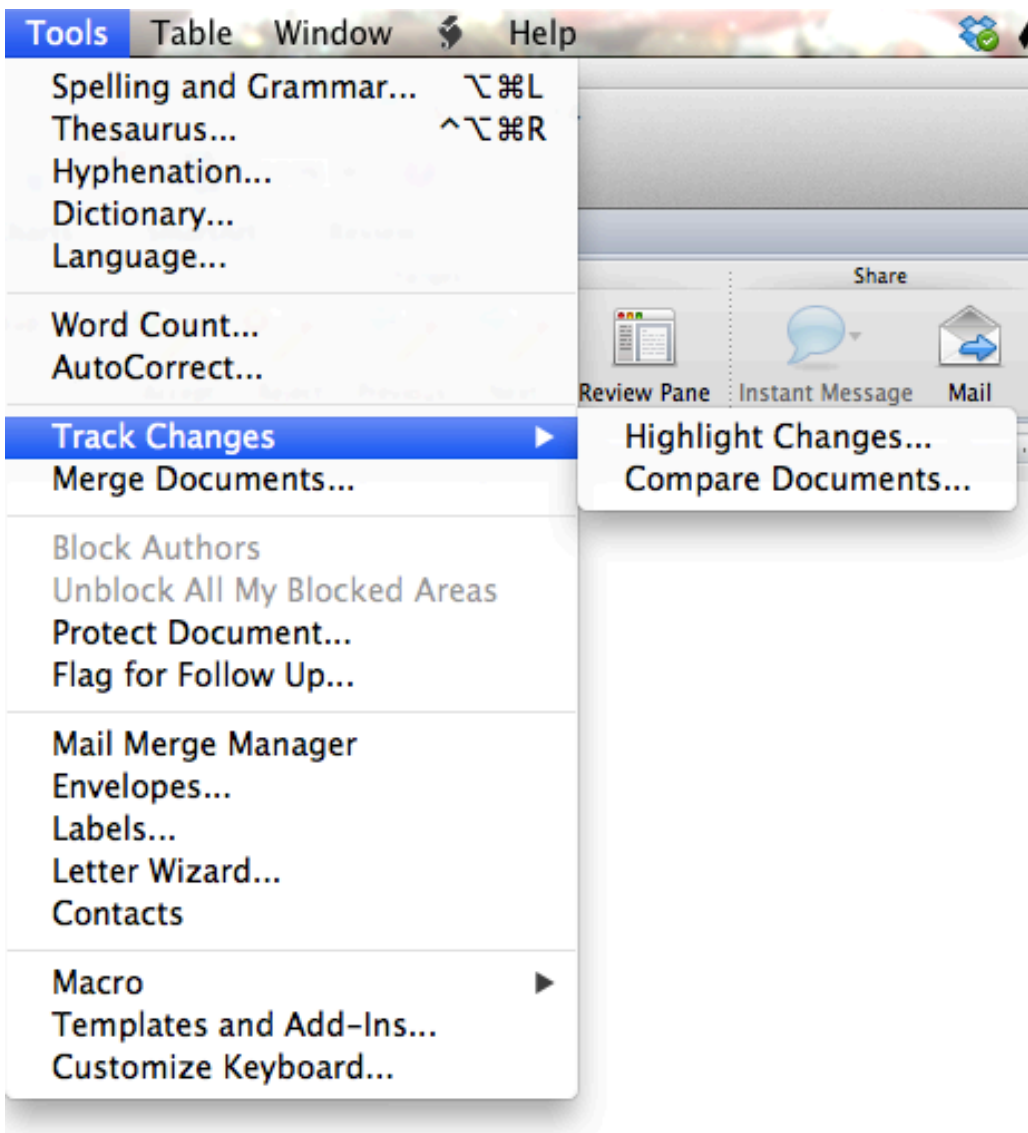 Tools Table Window Help
Spelling and Grammar... ⌥⌘L
Thesaurus... ^⌥⌘R
Hyphenation...
Dictionary...
Language...
Share
Word Count...
AutoCorrect...
Review Pane Instant Message Mail
Track Changes ▶ Highlight Changes...
Merge Documents... Compare Documents...
Block Authors
Unblock All My Blocked Areas
Protect Document...
Flag for Follow Up...
Mail Merge Manager
Envelopes...
Labels...
Letter Wizard...
Contacts
Macro ▶
Templates and Add-Ins...
Customize Keyboard...